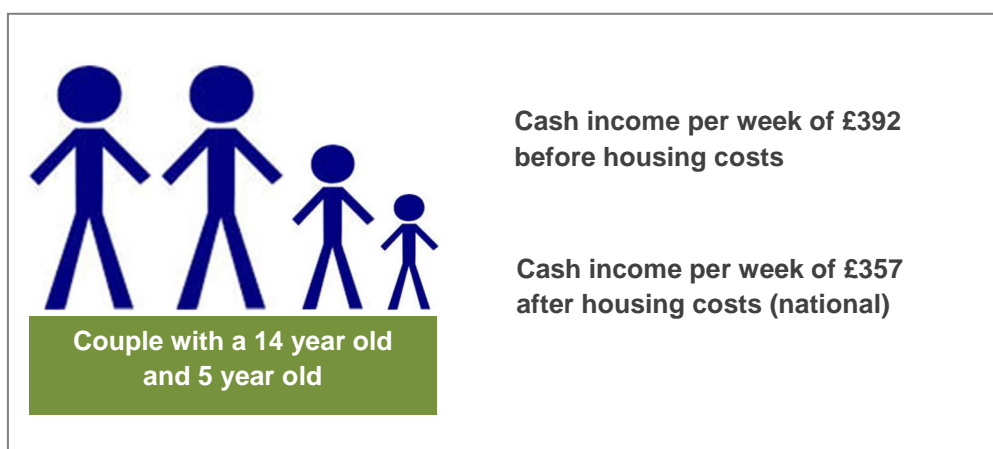 Cash income per week of £392
before housing costs
Cash income per week of £357
after housing costs (national)
Couple with a 14 year old
and 5 year old